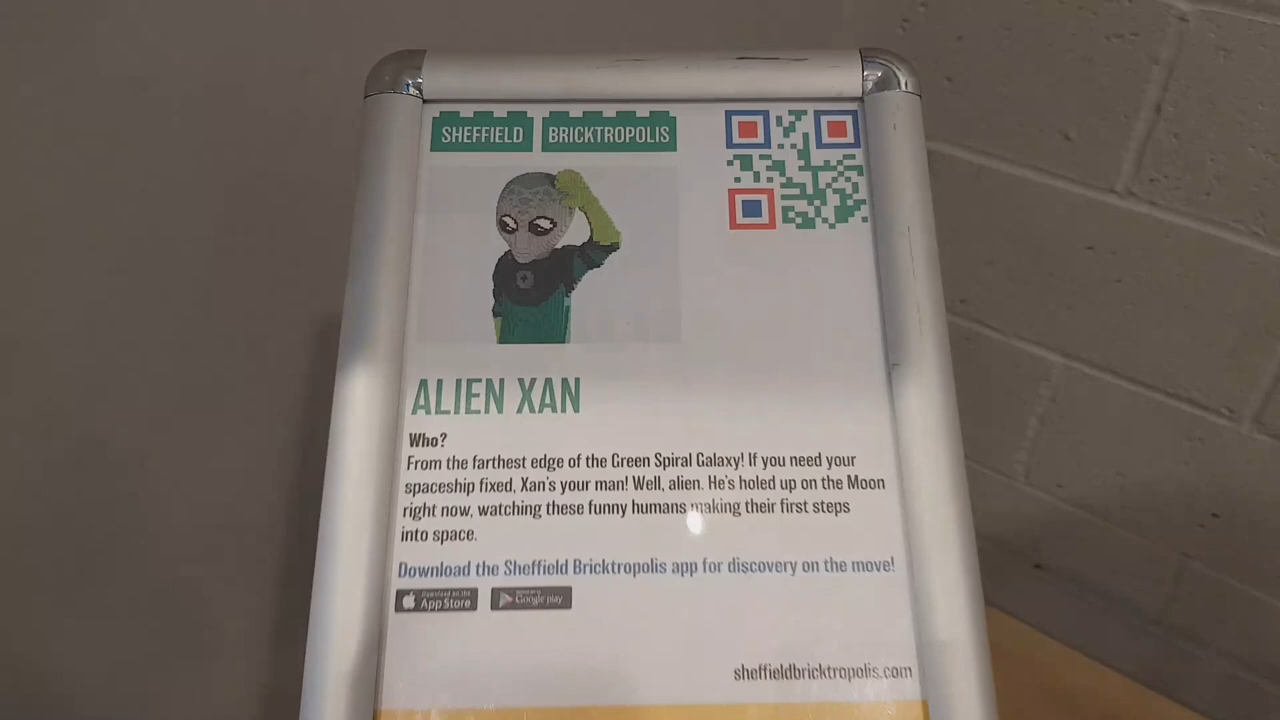 SHEFFIELD BRICKTROPOLIS
ALIEN XAN
Who?
From the farthest edge of the Green Spiral Galaxy! If you need your
spaceship fixed, Xan's your man! Well, alien. He's holed up on the Moon
right now, watching these funny humans making their first steps
into space.
Download the Sheffield Bricktropolis app for discovery on the move!
Download on the
App Store
Google play
sheffieldbricktropolis.com